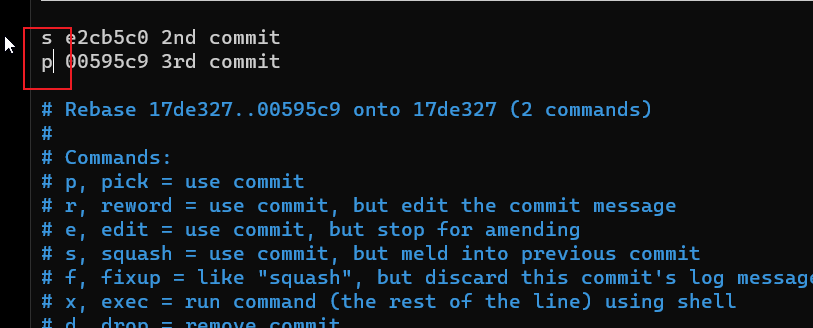 s e2cb5c0 2nd commit
p 00595c9 3rd commit
# Rebase 17de327..00595c9 onto 17de327 (2 commands)
#
# Commands:
# p, pick = use commit
# r, reword = use commit, but edit the commit message
# e, edit = use commit, but stop for amending
# s, squash = use commit, but meld into previous commit
# f, fixup = like "squash", but discard this commit's log message
# x, exec = run command (the rest of the line) using shell
# d, drop = remove commit